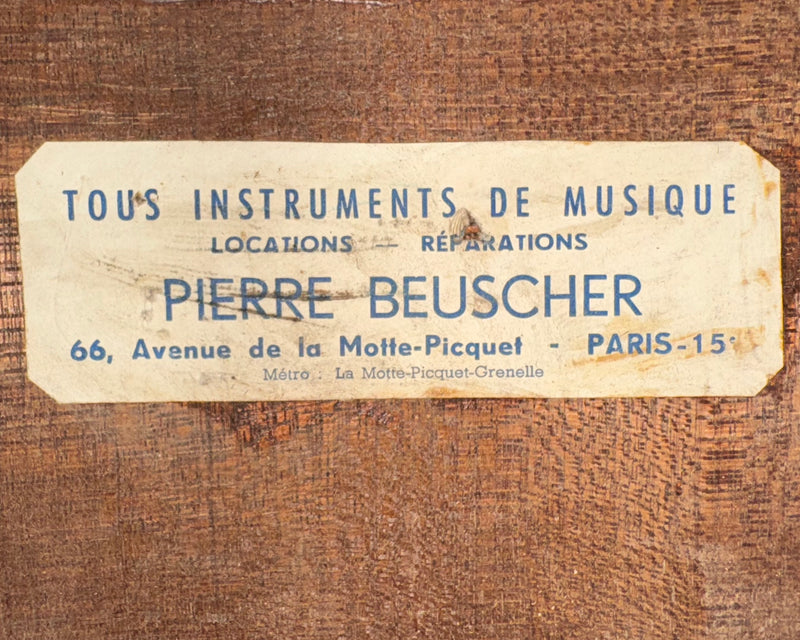 TOUS INSTRUMENTS DE MUSIQUE
LOCATIONS — RÉPARATIONS
PIERRE BEUSCHER
66, Avenue de la Motte-Picquet - PARIS-15e
Métro : La Motte-Picquet-Grenelle